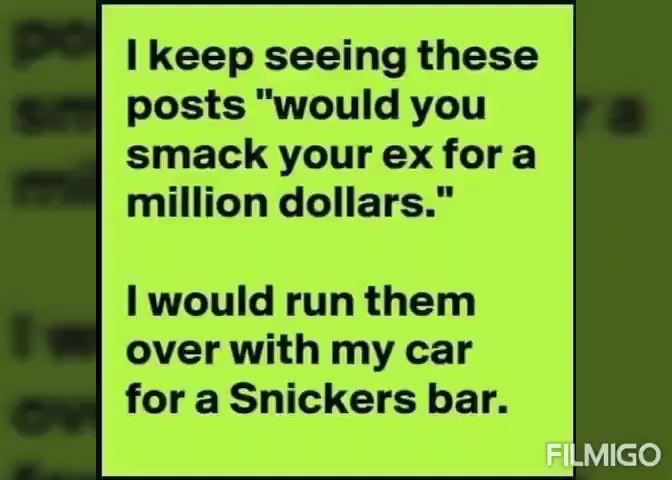 I keep seeing these
posts "would you
smack your ex for a
million dollars."
I would run them
over with my car
for a Snickers bar.
FILMIGO